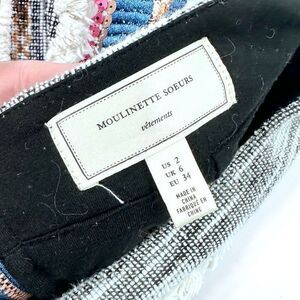 MOULINETTE SOEURS
vêtements
US 2
UK 6
EU 34
MADE IN
CHINA
FABRIQUÉ EN
CHINE